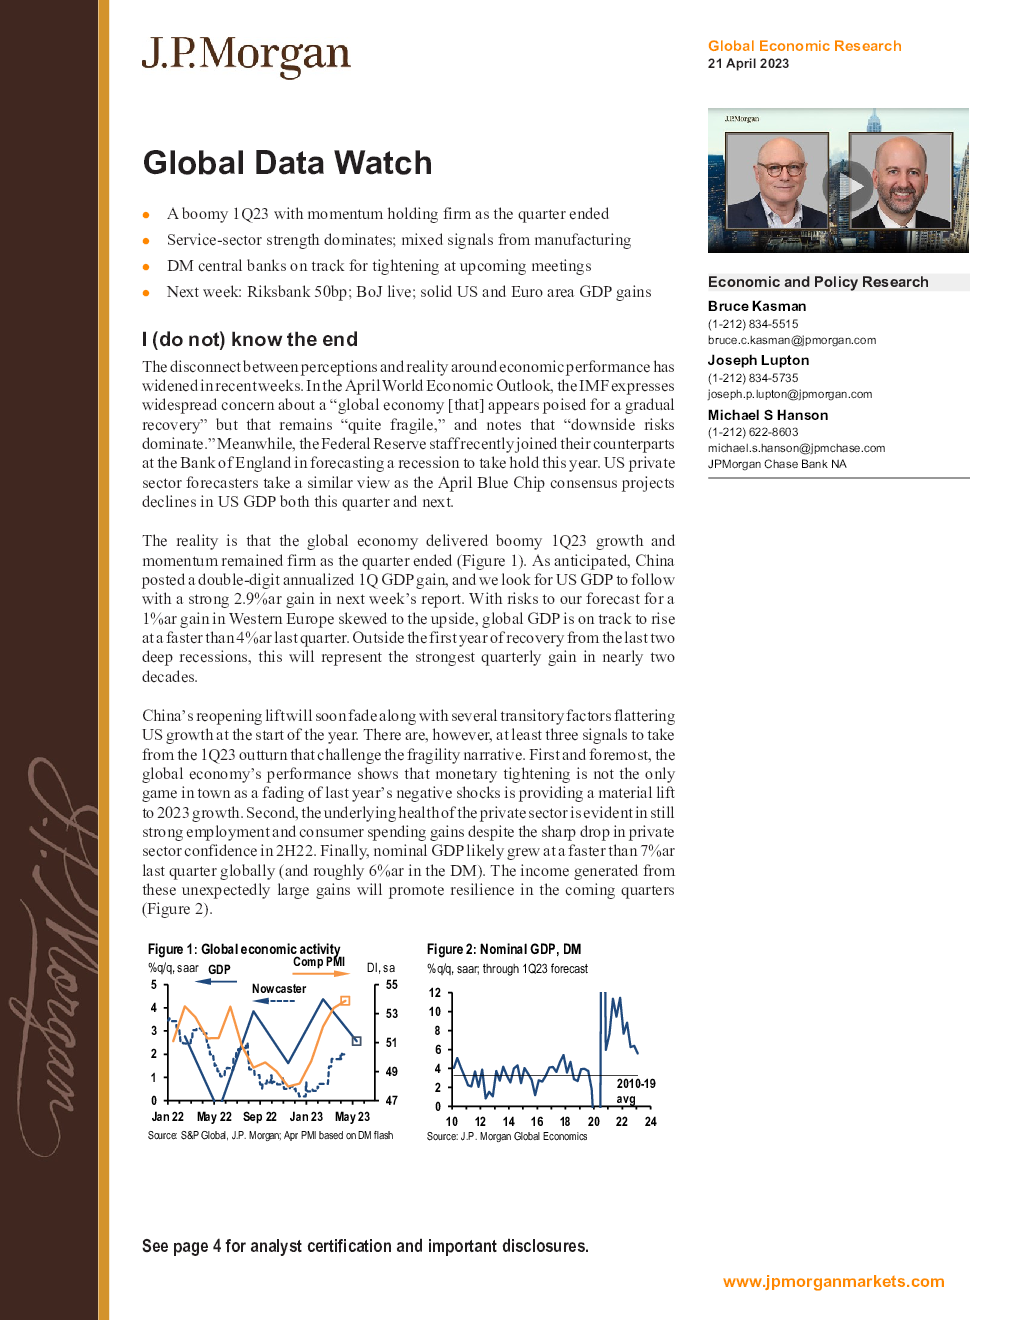 J.P.Morgan
Global Economic Research
21 April 2023
J.P.Morgan
Global Data Watch
• A boomy 1Q23 with momentum holding firm as the quarter ended
• Service-sector strength dominates; mixed signals from manufacturing
• DM central banks on track for tightening at upcoming meetings
• Next week: Riksbank 50bp; BoJ live; solid US and Euro area GDP gains
Economic and Policy Research
Bruce Kasman
(1-212) 834-5515
bruce.c.kasman@jpmorgan.com
Joseph Lupton
(1-212) 834-5735
joseph.p.lupton@jpmorgan.com
Michael S Hanson
(1-212) 622-8603
michael.s.hanson@jpmchase.com
JPMorgan Chase Bank NA
I (do not) know the end
The disconnect between perceptions and reality around economic performance has
widened in recent weeks. In the April World Economic Outlook, the IMF expresses
widespread concern about a “global economy [that] appears poised for a gradual
recovery” but that remains “quite fragile,” and notes that “downside risks
dominate.” Meanwhile, the Federal Reserve staff recently joined their counterparts
at the Bank of England in forecasting a recession to take hold this year. US private
sector forecasters take a similar view as the April Blue Chip consensus projects
declines in US GDP both this quarter and next.
The reality is that the global economy delivered boomy 1Q23 growth and
momentum remained firm as the quarter ended (Figure 1). As anticipated, China
posted a double-digit annualized 1Q GDP gain, and we look for US GDP to follow
with a strong 2.9%ar gain in next week’s report. With risks to our forecast for a
1%ar gain in Western Europe skewed to the upside, global GDP is on track to rise
at a faster than 4%ar last quarter. Outside the first year of recovery from the last two
deep recessions, this will represent the strongest quarterly gain in nearly two
decades.
China’s reopening lift will soon fade along with several transitory factors flattering
US growth at the start of the year. There are, however, at least three signals to take
from the 1Q23 outturn that challenge the fragility narrative. First and foremost, the
global economy’s performance shows that monetary tightening is not the only
game in town as a fading of last year’s negative shocks is providing a material lift
to 2023 growth. Second, the underlying health of the private sector is evident in still
strong employment and consumer spending gains despite the sharp drop in private
sector confidence in 2H22. Finally, nominal GDP likely grew at a faster than 7%ar
last quarter globally (and roughly 6%ar in the DM). The income generated from
these unexpectedly large gains will promote resilience in the coming quarters
(Figure 2).
Figure 1: Global economic activity
%q/q, saar
GDP
Comp PMI
DI, sa
Nowcaster
5
4
3
2
1
0
55
53
51
49
47
Jan 22 May 22 Sep 22 Jan 23 May 23
Source: S&P Global, J.P. Morgan; Apr PMI based on DM flash
Figure 2: Nominal GDP, DM
%q/q, saar; through 1Q23 forecast
12
10
8
6
4
2
0
2010-19
avg
10 12 14 16 18 20 22 24
Source: J.P. Morgan Global Economics
J.P.Morgan
See page 4 for analyst certification and important disclosures.
www.jpmorganmarkets.com